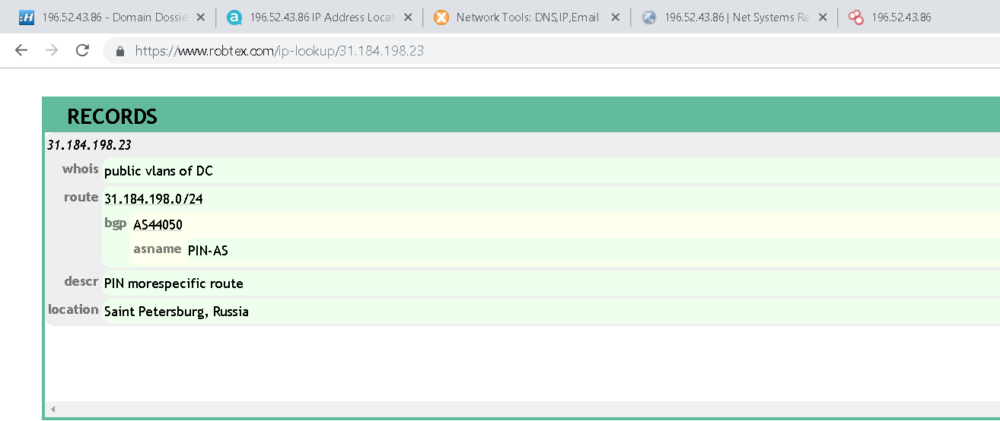 196.52.43.86 - Domain Dossie
196.52.43.86 IP Address Locat
Network Tools: DNS,IP,Email
196.52.43.86 | Net Systems Re
196.52.43.86
https://www.robtex.com/ip-lookup/31.184.198.23
RECORDS
31.184.198.23
whois public vlans of DC
route 31.184.198.0/24
bgp AS44050
asname PIN-AS
descr PIN morespecific route
location Saint Petersburg, Russia